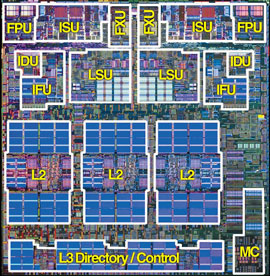 FPU ISU FXU FXU ISU FPU
IDU LSU LSU IDU
IFU IFU
L2 L2 L2
L3 Directory / Control MC